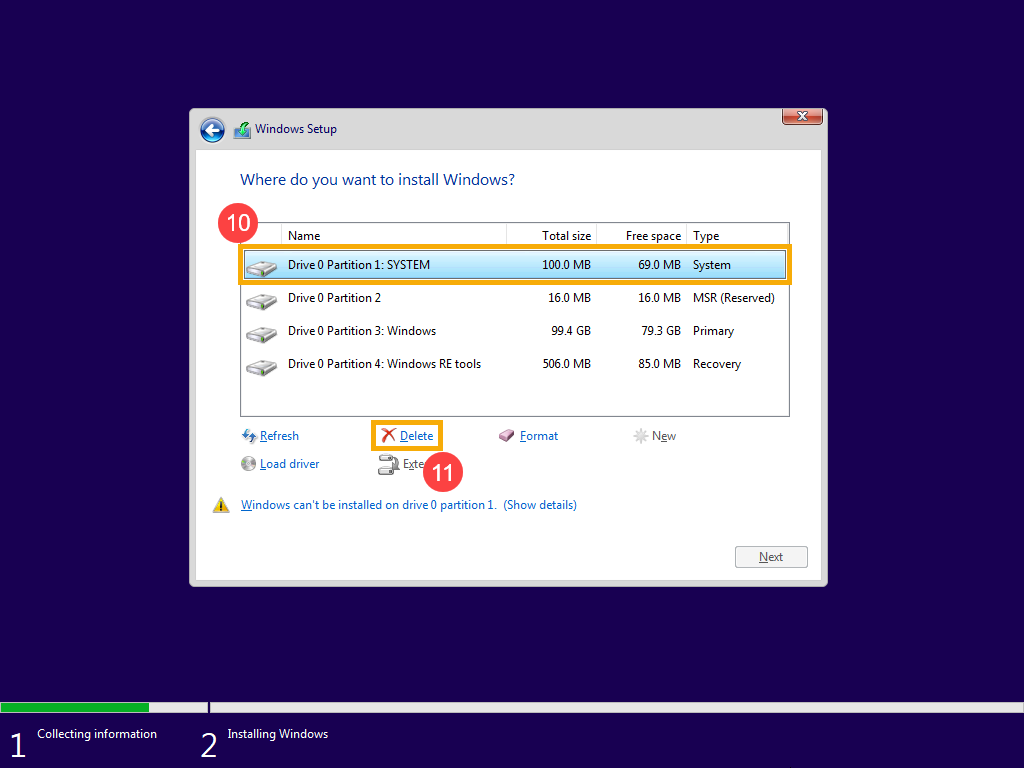 Windows Setup
Where do you want to install Windows?
10
Name Total size Free space Type
Drive 0 Partition 1: SYSTEM 100.0 MB 69.0 MB System
Drive 0 Partition 2 16.0 MB 16.0 MB MSR (Reserved)
Drive 0 Partition 3: Windows 99.4 GB 79.3 GB Primary
Drive 0 Partition 4: Windows RE tools 506.0 MB 85.0 MB Recovery
Refresh Delete Format New
Load driver 11
Windows can't be installed on drive 0 partition 1. (Show details)
Next
1 Collecting information 2 Installing Windows